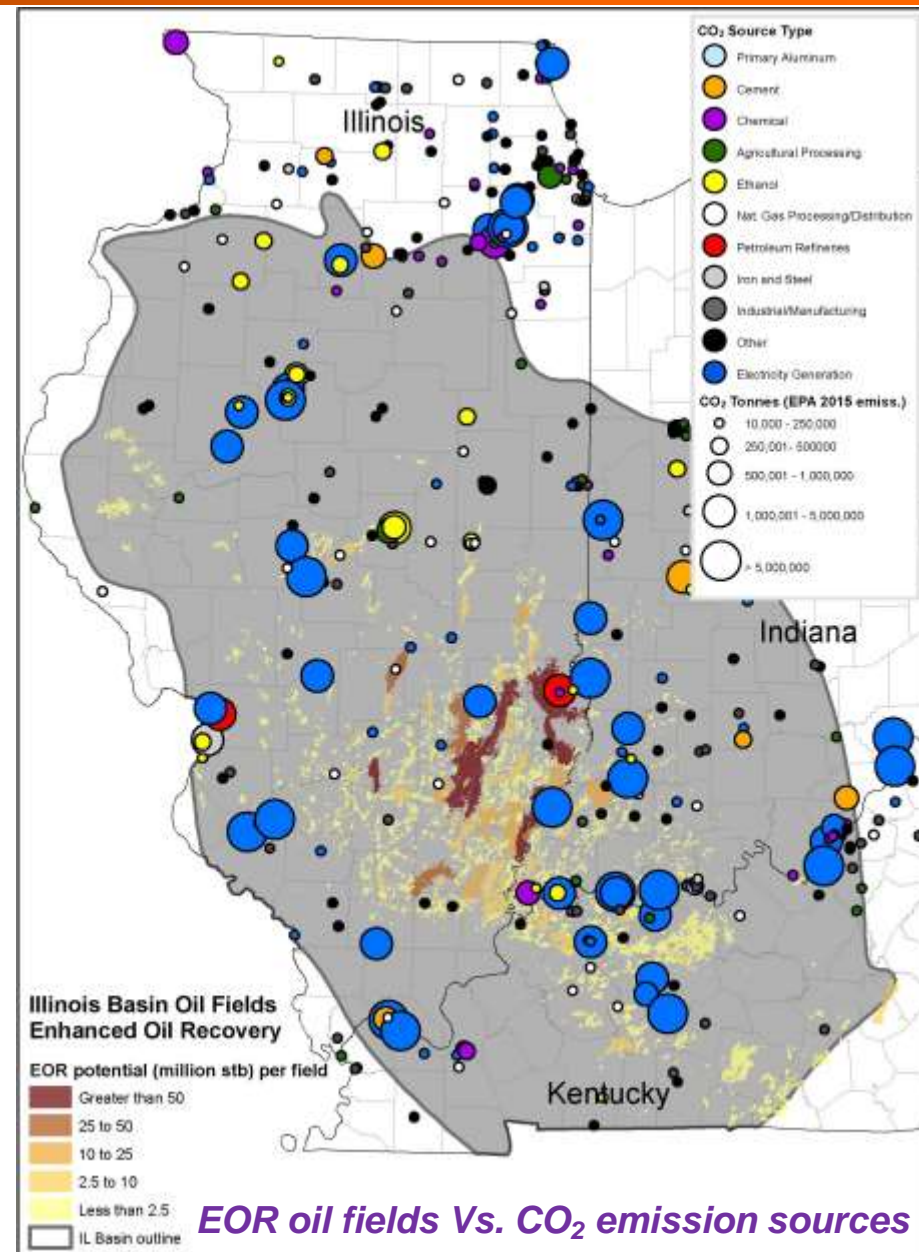 CO₂ Source Type
Primary Aluminum
Cement
Chemical
Agricultural Processing
Ethanol
Nat. Gas Processing/Distribution
Petroleum Refineries
Iron and Steel
Industrial/Manufacturing
Other
Electricity Generation
CO₂ Tonnes (EPA 2015 emiss.)
10,000 - 250,000
250,001 - 500000
500,001 - 1,000,000
1,000,001 - 5,000,000
> 5,000,000
Illinois
Indiana
Kentucky
Illinois Basin Oil Fields
Enhanced Oil Recovery
EOR potential (million stb) per field
Greater than 50
25 to 50
10 to 25
2.5 to 10
Less than 2.5
IL Basin outline
EOR oil fields Vs. CO₂ emission sources